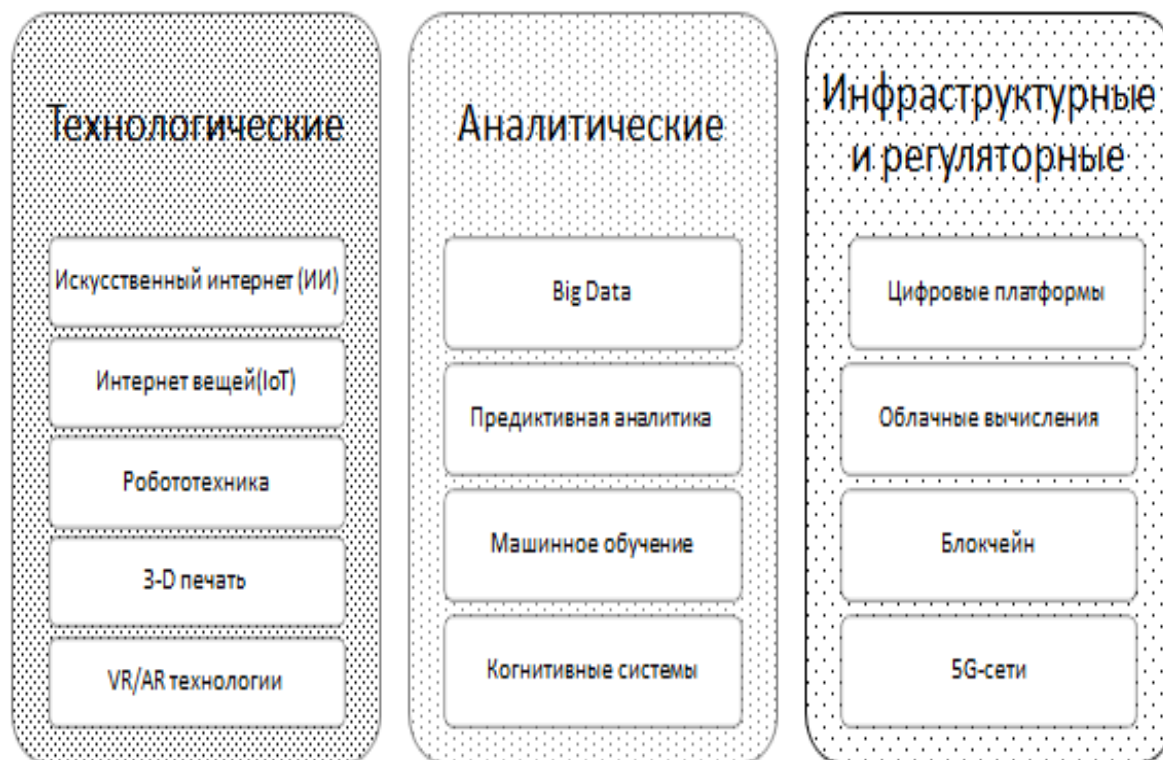 Технологические
Искусственный интернет (ИИ)
Интернет вещей(IoT)
Робототехника
3-D печать
VR/AR технологии
Аналитические
Big Data
Предиктивная аналитика
Машинное обучение
Когнитивные системы
Инфраструктурные
и регуляторные
Цифровые платформы
Облачные вычисления
Блокчейн
5G-сети